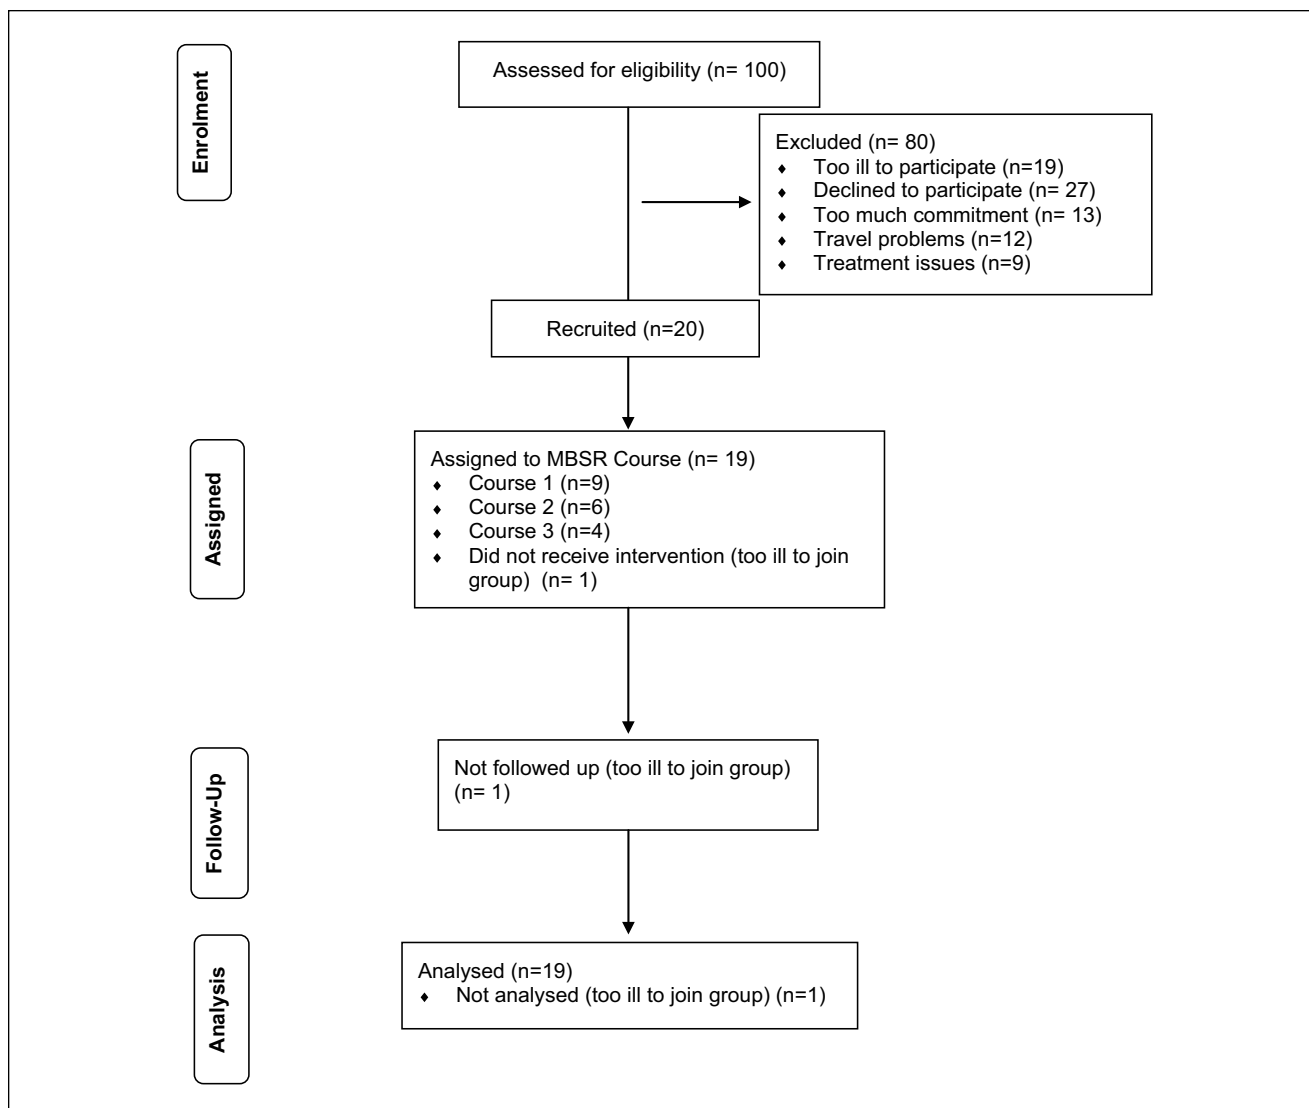 Enrolment
Assessed for eligibility (n= 100)
Excluded (n= 80)
♦ Too ill to participate (n=19)
♦ Declined to participate (n= 27)
♦ Too much commitment (n= 13)
♦ Travel problems (n=12)
♦ Treatment issues (n=9)
Recruited (n=20)
Assigned
Assigned to MBSR Course (n= 19)
♦ Course 1 (n=9)
♦ Course 2 (n=6)
♦ Course 3 (n=4)
♦ Did not receive intervention (too ill to join
group) (n= 1)
Follow-Up
Not followed up (too ill to join group)
(n= 1)
Analysis
Analysed (n=19)
♦ Not analysed (too ill to join group) (n=1)